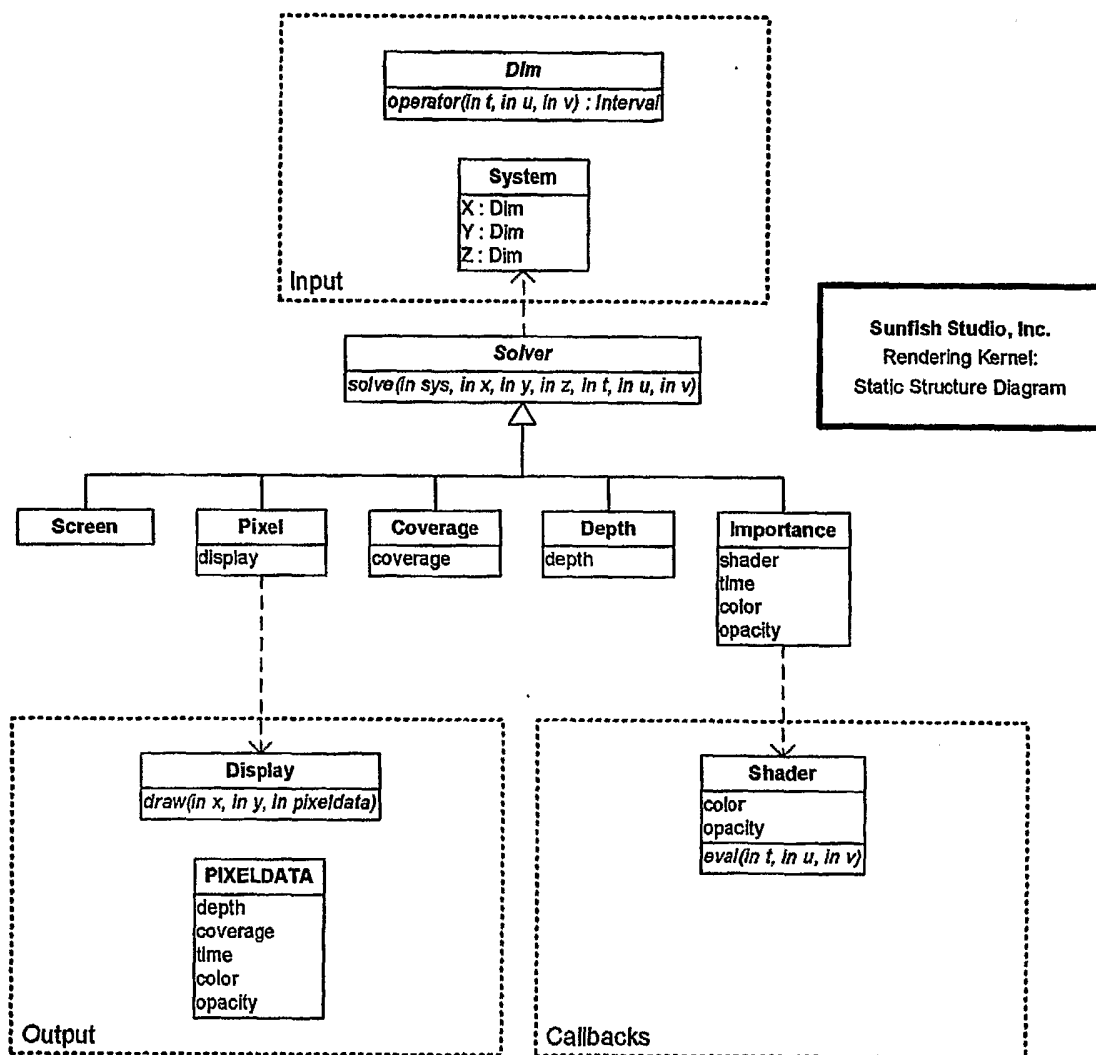 Dim
operator(in t, in u, in v) : Interval
System
X : Dim
Y : Dim
Z : Dim
Input
Sunfish Studio, Inc.
Rendering Kernel:
Static Structure Diagram
Solver
solve(in sys, in x, in y, in z, in t, in u, in v)
Screen
Pixel
display
Coverage
coverage
Depth
depth
Importance
shader
time
color
opacity
Display
draw(in x, in y, in pixeldata)
PIXELDATA
depth
coverage
time
color
opacity
Output
Shader
color
opacity
eval(in t, in u, in v)
Callbacks